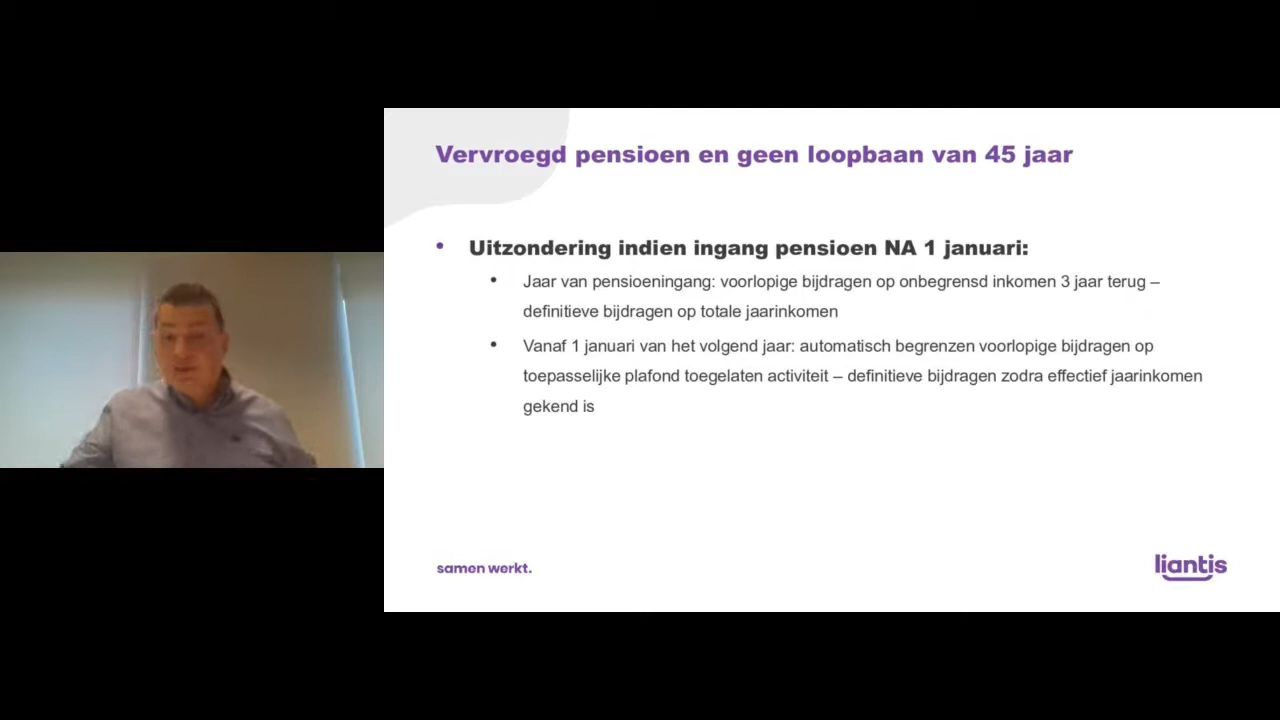 Vervroegd pensioen en geen loopbaan van 45 jaar
• Uitzondering indien ingang pensioen NA 1 januari:
• Jaar van pensioeningang: voorlopige bijdragen op onbegrensd inkomen 3 jaar terug –
definitieve bijdragen op totale jaarinkomen
• Vanaf 1 januari van het volgend jaar: automatisch begrenzen voorlopige bijdragen op
toepasselijke plafond toegelaten activiteit – definitieve bijdragen zodra effectief jaarinkomen
gekend is
samen werkt.
liantis